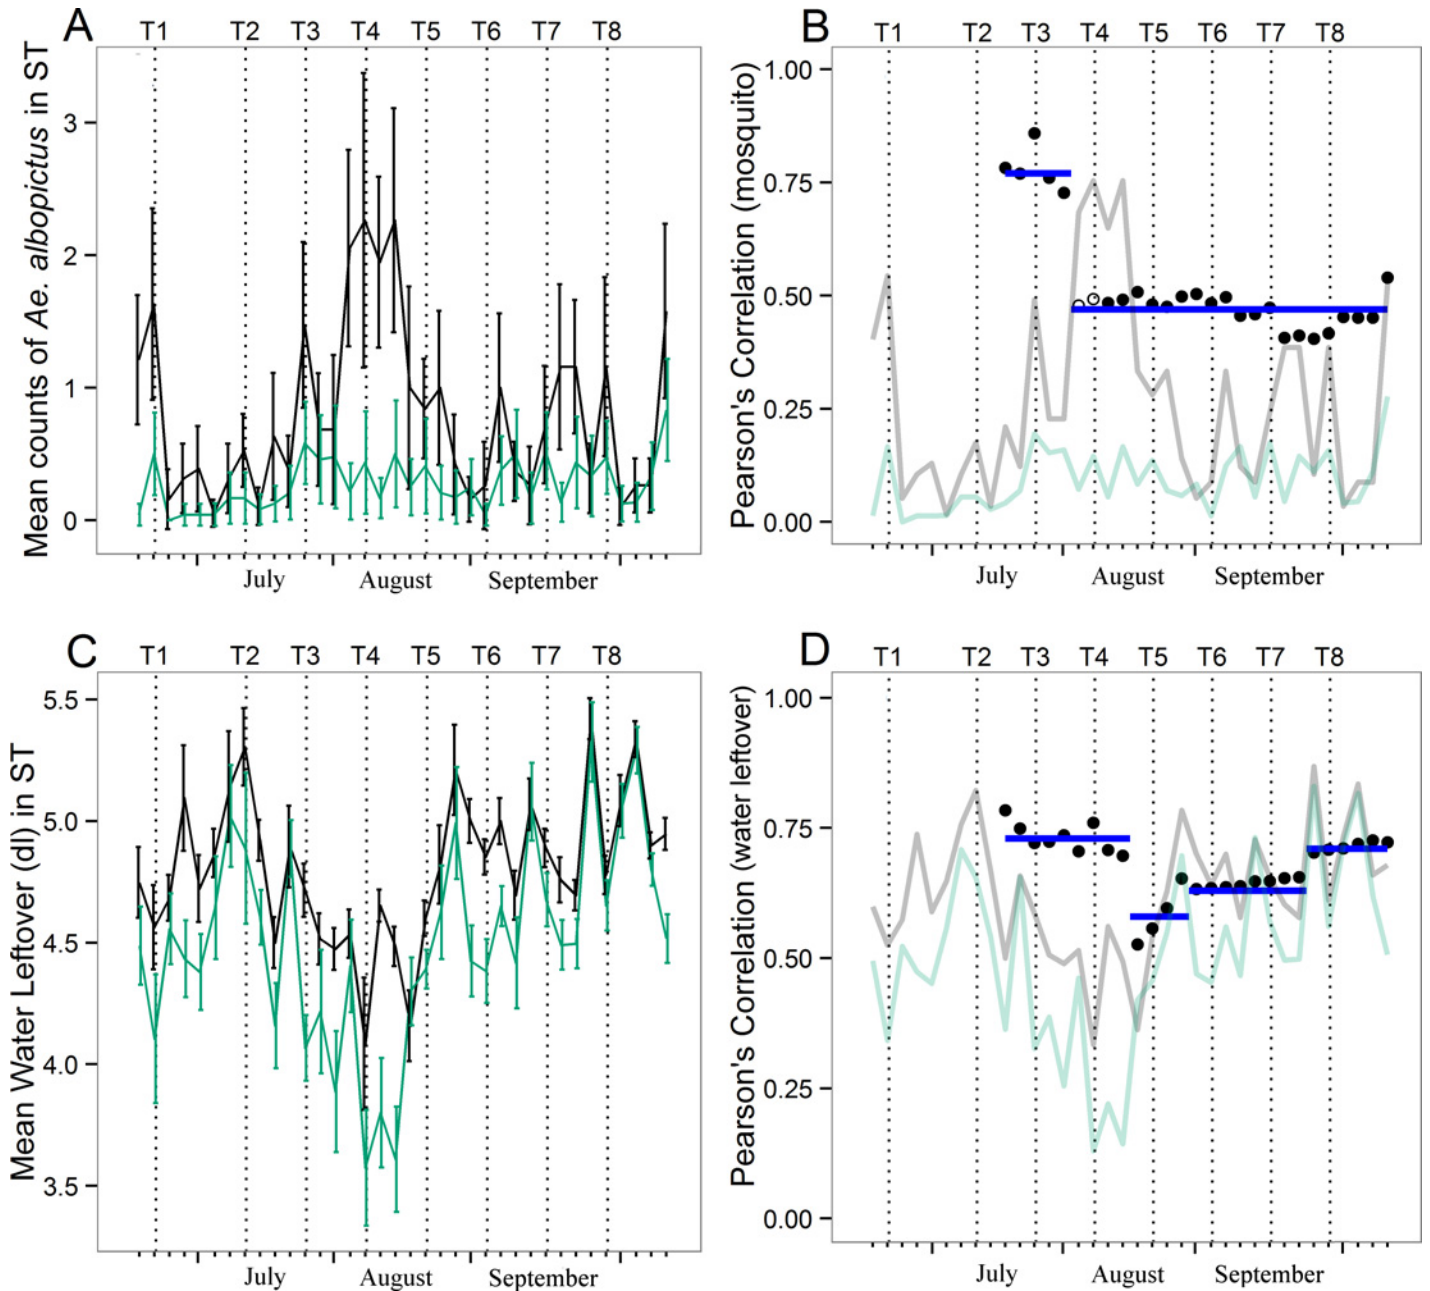 A
T1 T2 T3 T4 T5 T6 T7 T8
Mean counts of Ae. albopictus in ST
3
2
1
0
July August September
B
T1 T2 T3 T4 T5 T6 T7 T8
Pearson's Correlation (mosquito)
1.00
0.75
0.50
0.25
0.00
July August September
C
T1 T2 T3 T4 T5 T6 T7 T8
Mean Water Leftover (dl) in ST
5.5
5.0
4.5
4.0
3.5
July August September
D
T1 T2 T3 T4 T5 T6 T7 T8
Pearson's Correlation (water leftover)
1.00
0.75
0.50
0.25
0.00
July August September